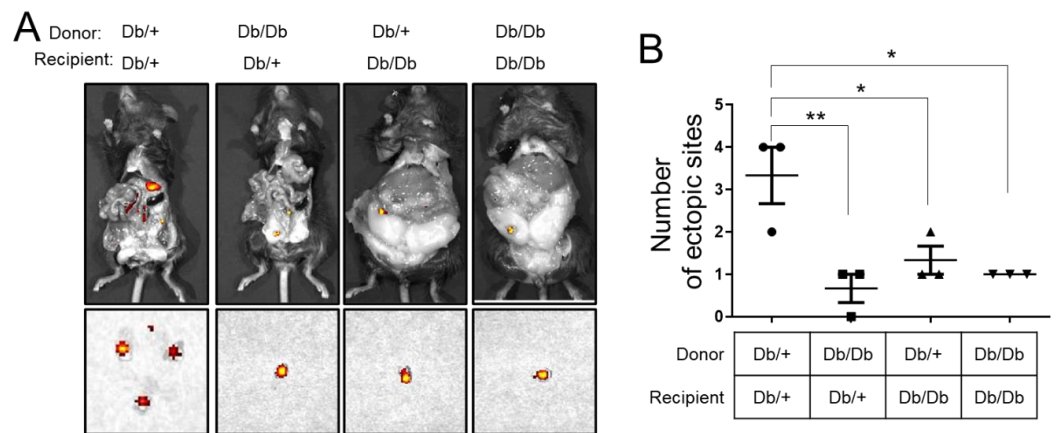 A
Donor: Db/+ Db/Db Db/+ Db/Db
Recipient: Db/+ Db/+ Db/Db Db/Db
B
Number
of ectopic sites
5
4
3
2
1
0
**
*
*
Donor Db/+ Db/Db Db/+ Db/Db
Recipient Db/+ Db/+ Db/Db Db/Db